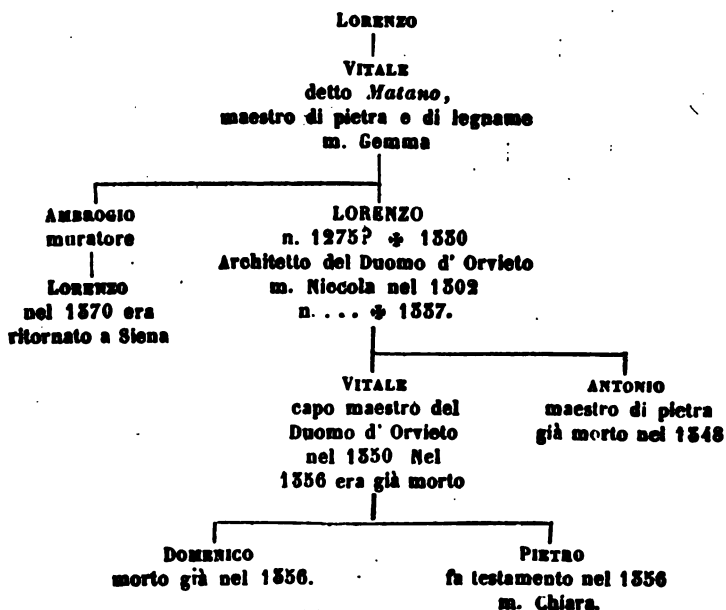 LORENZO
VITALE
detto Matano,
maestro di pietra e di legname
m. Gemma
AMBROGIO
muratore
LORENZO
nel 1370 era
ritornato a Siena
LORENZO
n. 1275? ✠ 1330
Architetto del Duomo d' Orvieto
m. Niccola nel 1302
n. . . . ✠ 1337.
VITALE
capo maestro del
Duomo d' Orvieto
nel 1350 Nel
1356 era già morto
ANTONIO
maestro di pietra
già morto nel 1348
DOMENICO
morto già nel 1356.
PIETRO
fa testamento nel 1356
m. Chiara.